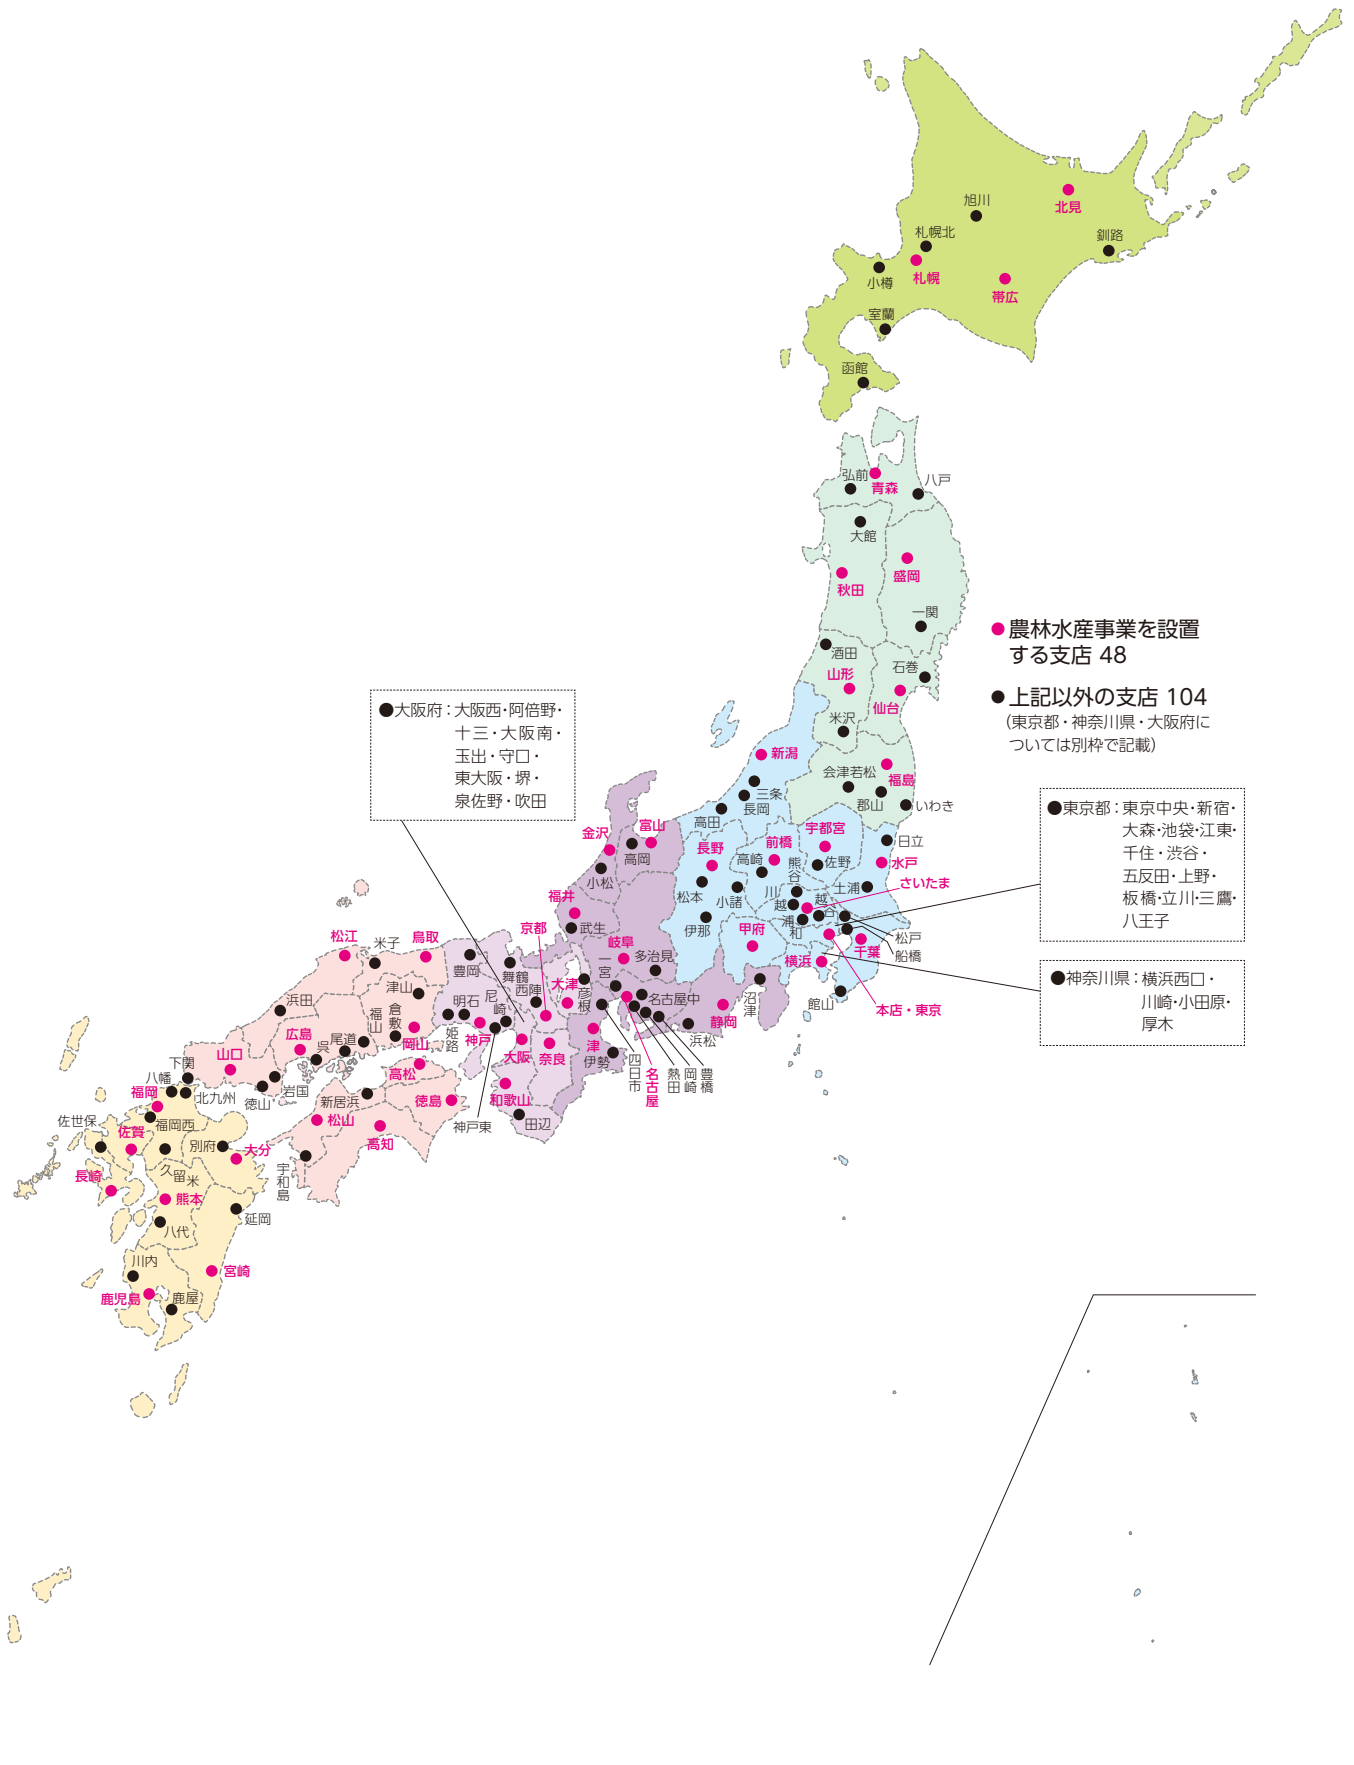 旭川
北見
札幌北
釧路
小樽
札幌
帯広
室蘭
函館
弘前
青森
八戸
大館
秋田
盛岡
一関
●農林水産事業を設置
する支店 48
●上記以外の支店 104
（東京都・神奈川県・大阪府に
ついては別枠で記載）
酒田
石巻
山形
仙台
米沢
●大阪府：大阪西・阿倍野・
十三・大阪南・
玉出・守口・
東大阪・堺・
泉佐野・吹田
新潟
会津若松
福島
三条
長岡
郡山
いわき
高田
●東京都：東京中央・新宿・
大森・池袋・江東・
千住・渋谷・
五反田・上野・
板橋・立川・三鷹・
八王子
金沢
富山
高岡
小松
長野
前橋
宇都宮
日立
高崎
熊谷
佐野
水戸
松本
小諸
川越
越谷
土浦
さいたま
浦和
福井
武生
伊那
甲府
松戸
船橋
千葉
京都
岐阜
一宮
多治見
横浜
●神奈川県：横浜西口・
川崎・小田原・
厚木
松江
米子
鳥取
豊岡
舞鶴
西陣
大津
彦根
名古屋中
沼津
静岡
館山
本店・東京
津山
浜田
明石
尼崎
福山
倉敷
岡山
姫路
神戸
大阪
奈良
津
伊勢
四日市
名古屋
熱田
岡崎
豊橋
浜松
広島
呉
尾道
山口
下関
八幡
北九州
徳山
岩国
高松
新居浜
徳島
神戸東
和歌山
田辺
福岡
福岡西
佐世保
佐賀
別府
大分
松山
高知
宇和島
長崎
久留米
熊本
八代
延岡
川内
宮崎
鹿児島
鹿屋